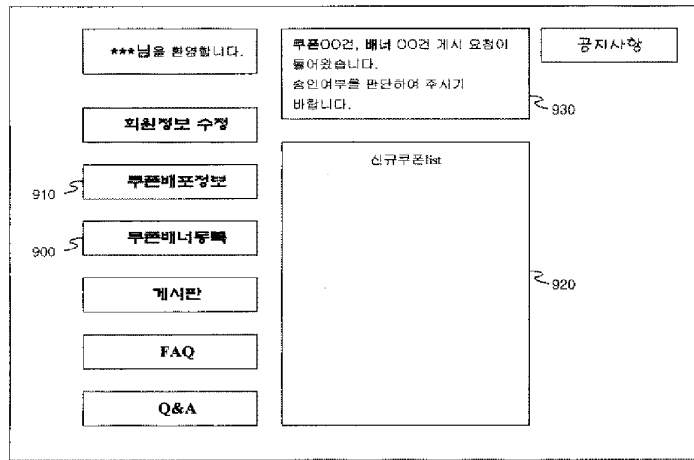 ***님을 환영합니다.
회원정보 수정
910
쿠폰배포정보
900
쿠폰배너등록
게시판
FAQ
Q&A
쿠폰OO건, 배너 OO건 게시 요청이
들어왔습니다.
승인여부를 판단하여 주시기
바랍니다.
930
신규쿠폰list
920
공지사항